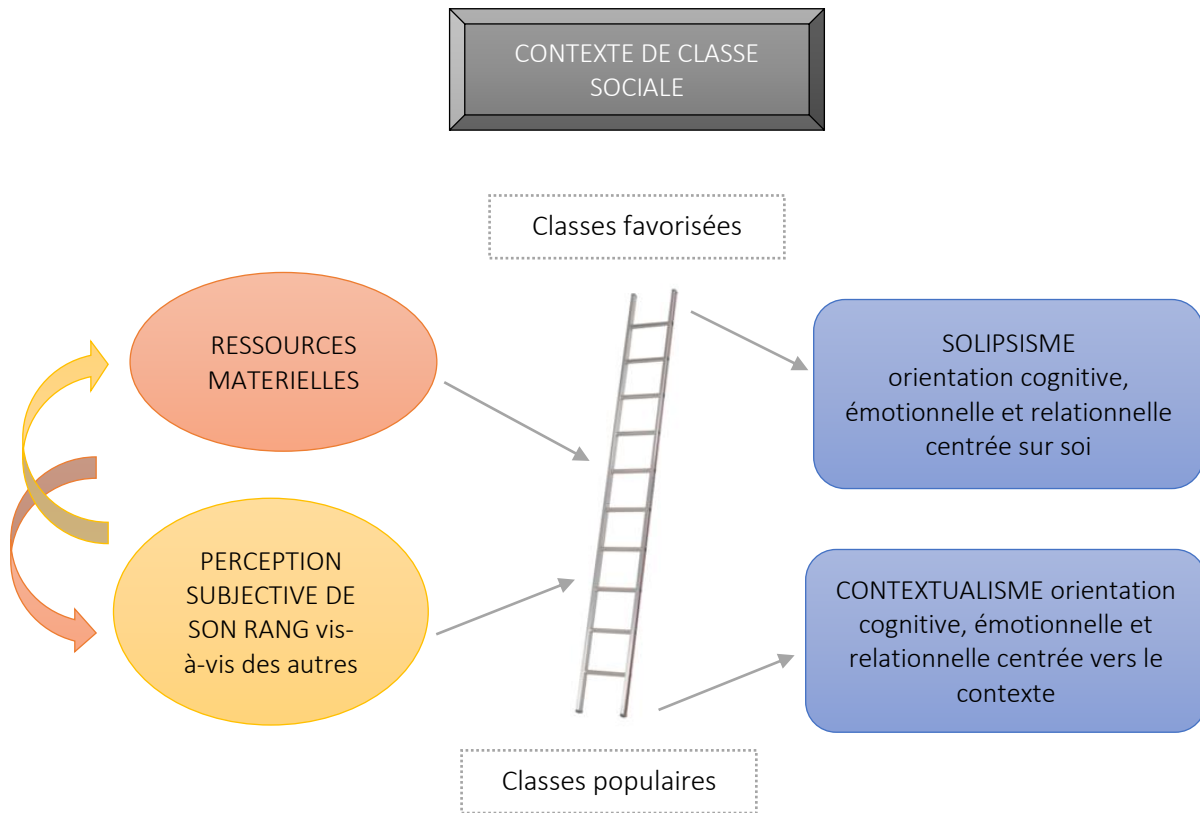 CONTEXTE DE CLASSE
SOCIALE
Classes favorisées
RESSOURCES
MATERIELLES
SOLIPSISME
orientation cognitive,
émotionnelle et relationnelle
centrée sur soi
PERCEPTION
SUBJECTIVE DE
SON RANG vis-
à-vis des autres
CONTEXTUALISME orientation
cognitive, émotionnelle et
relationnelle centrée vers le
contexte
Classes populaires